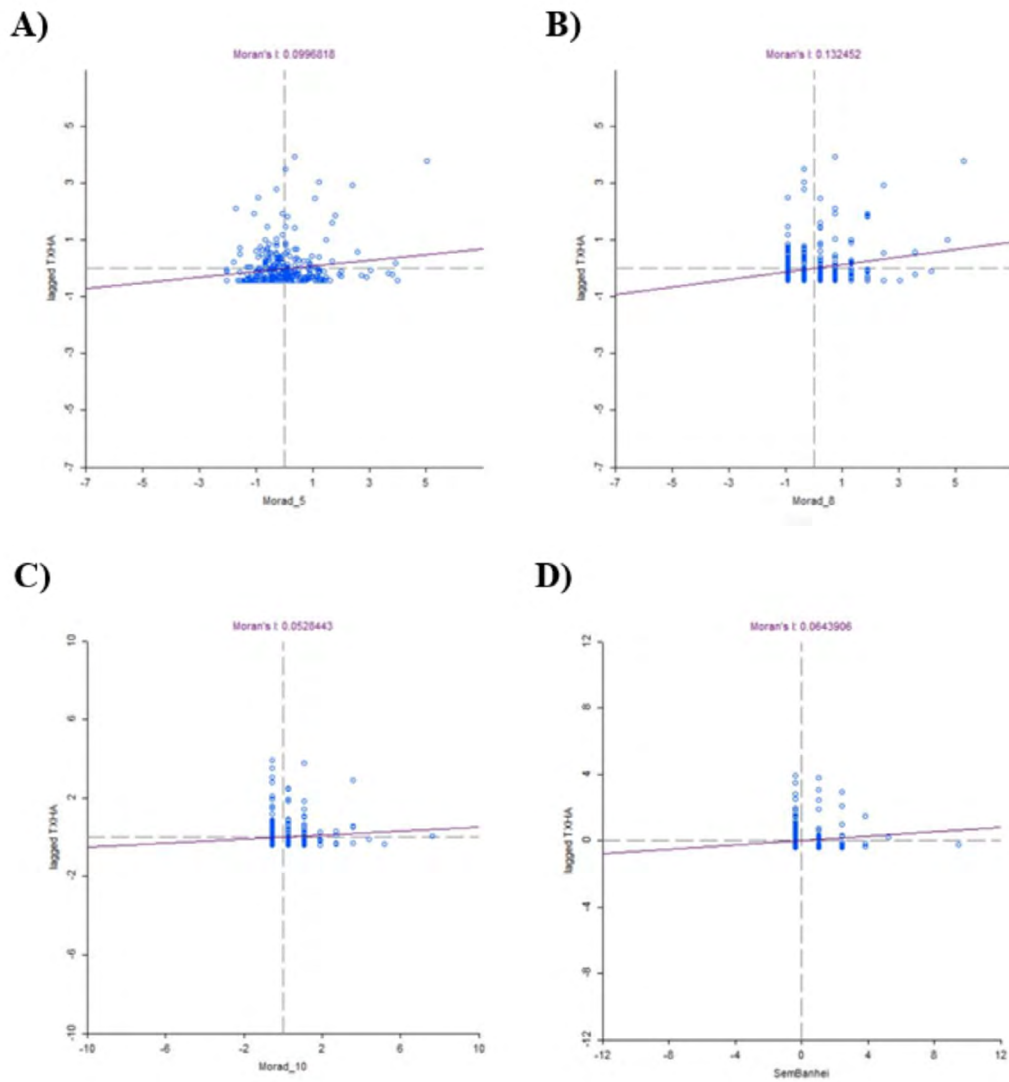 A)
Moran's I: 0.0996818
lagged TXHA
5
3
1
-1
-3
-5
-7
-7 -5 -3 -1 1 3 5
Morad_5
B)
Moran's I: 0.132452
lagged TXHA
5
3
1
-1
-3
-5
-7
-7 -5 -3 -1 1 3 5
Morad_8
C)
Moran's I: 0.0528443
lagged TXHA
10
6
2
-2
-6
-10
-10 -6 -2 2 6 10
Morad_10
D)
Moran's I: 0.0643906
lagged TXHA
12
8
4
0
-4
-8
-12
-12 -8 -4 0 4 8 12
SemBanhei